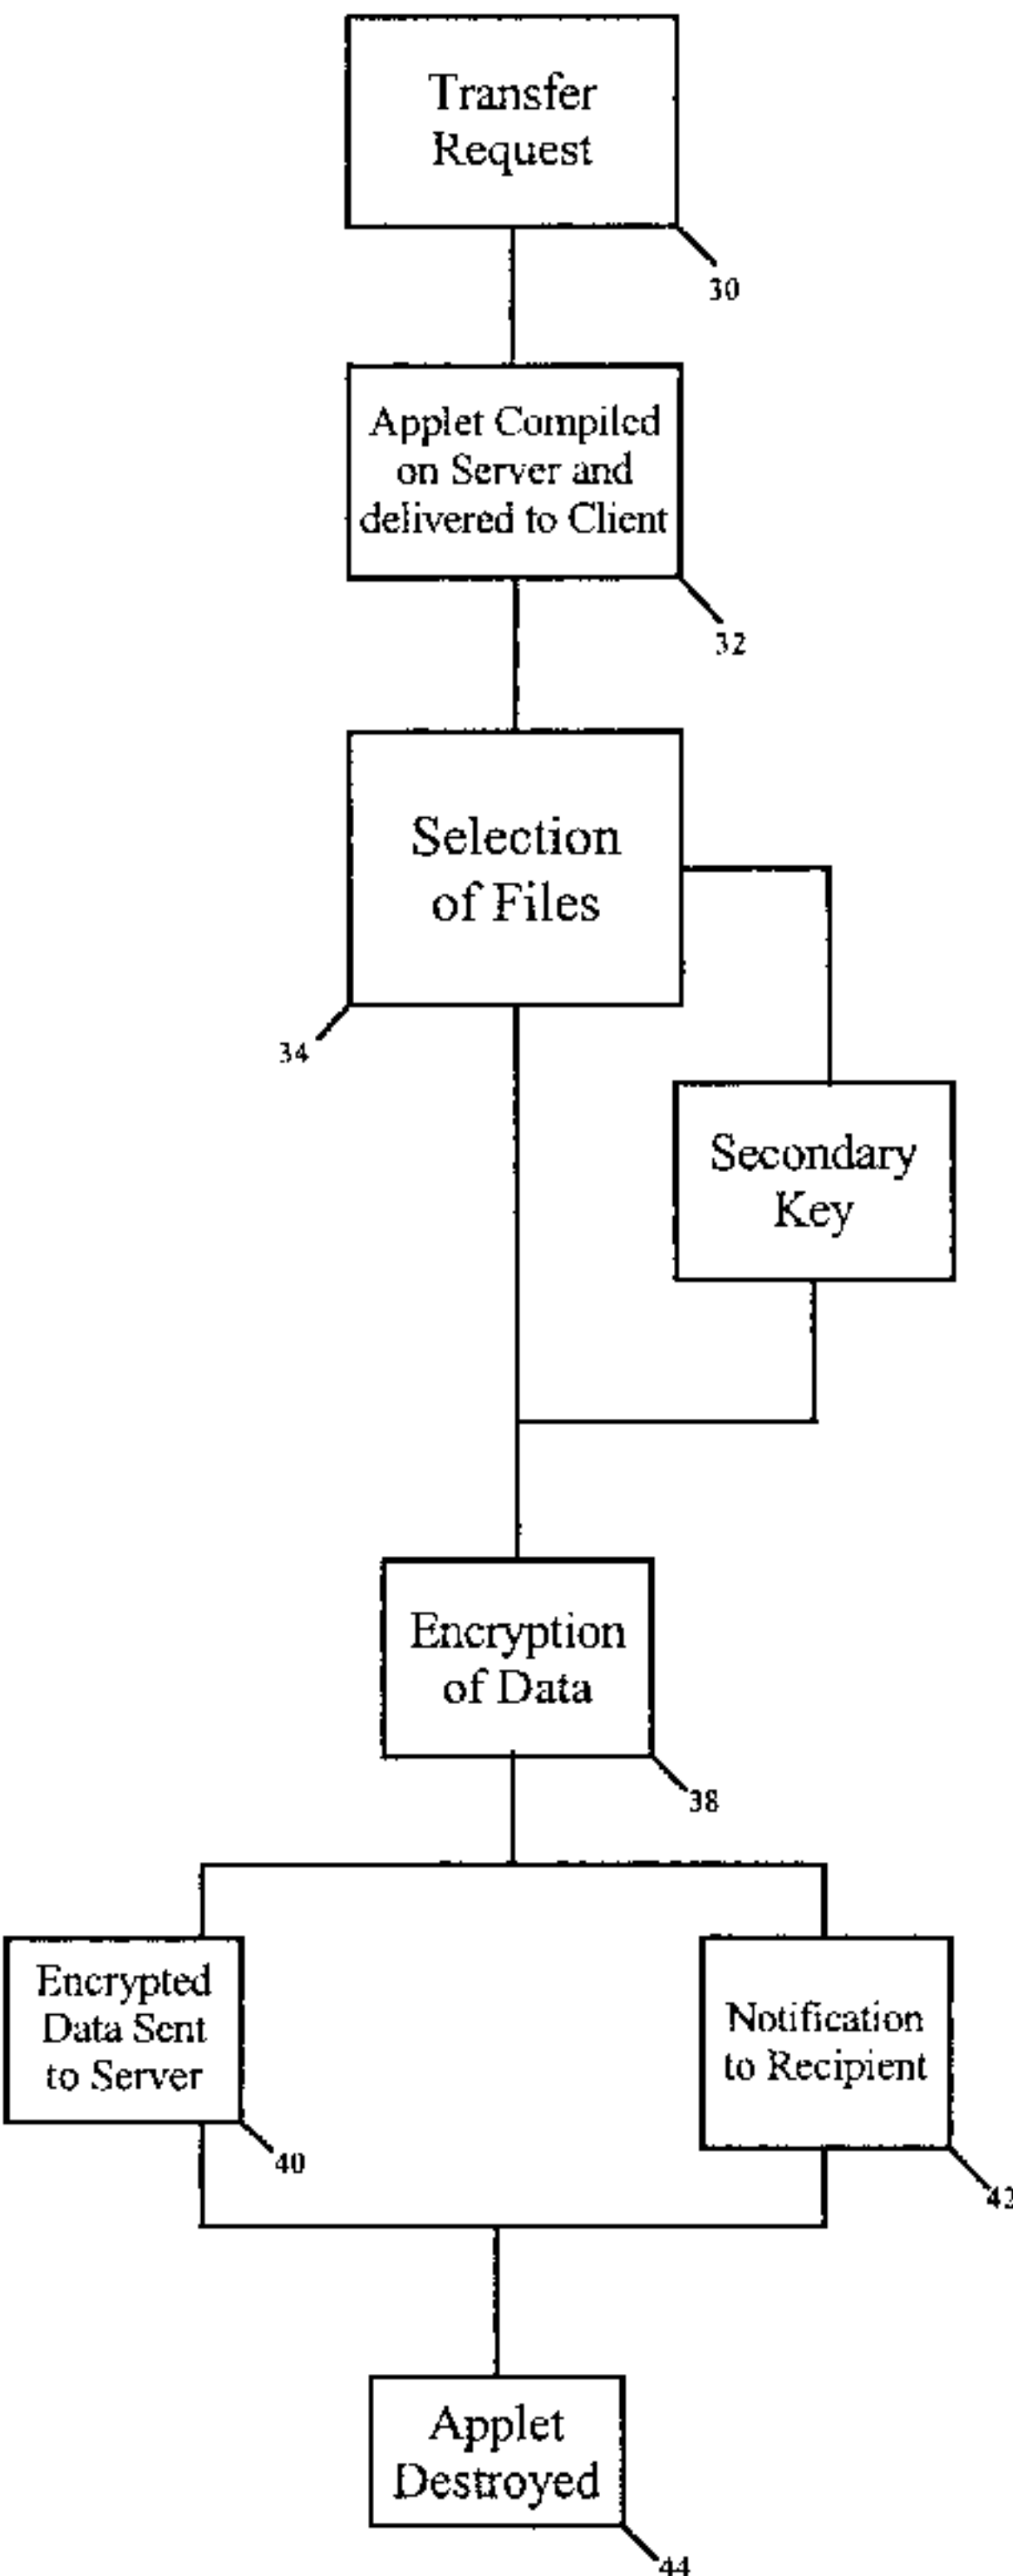 Transfer
Request
30
Applet Compiled
on Server and
delivered to Client
32
Selection
of Files
34
Secondary
Key
Encryption
of Data
38
Encrypted
Data Sent
to Server
40
Notification
to Recipient
42
Applet
Destroyed
44